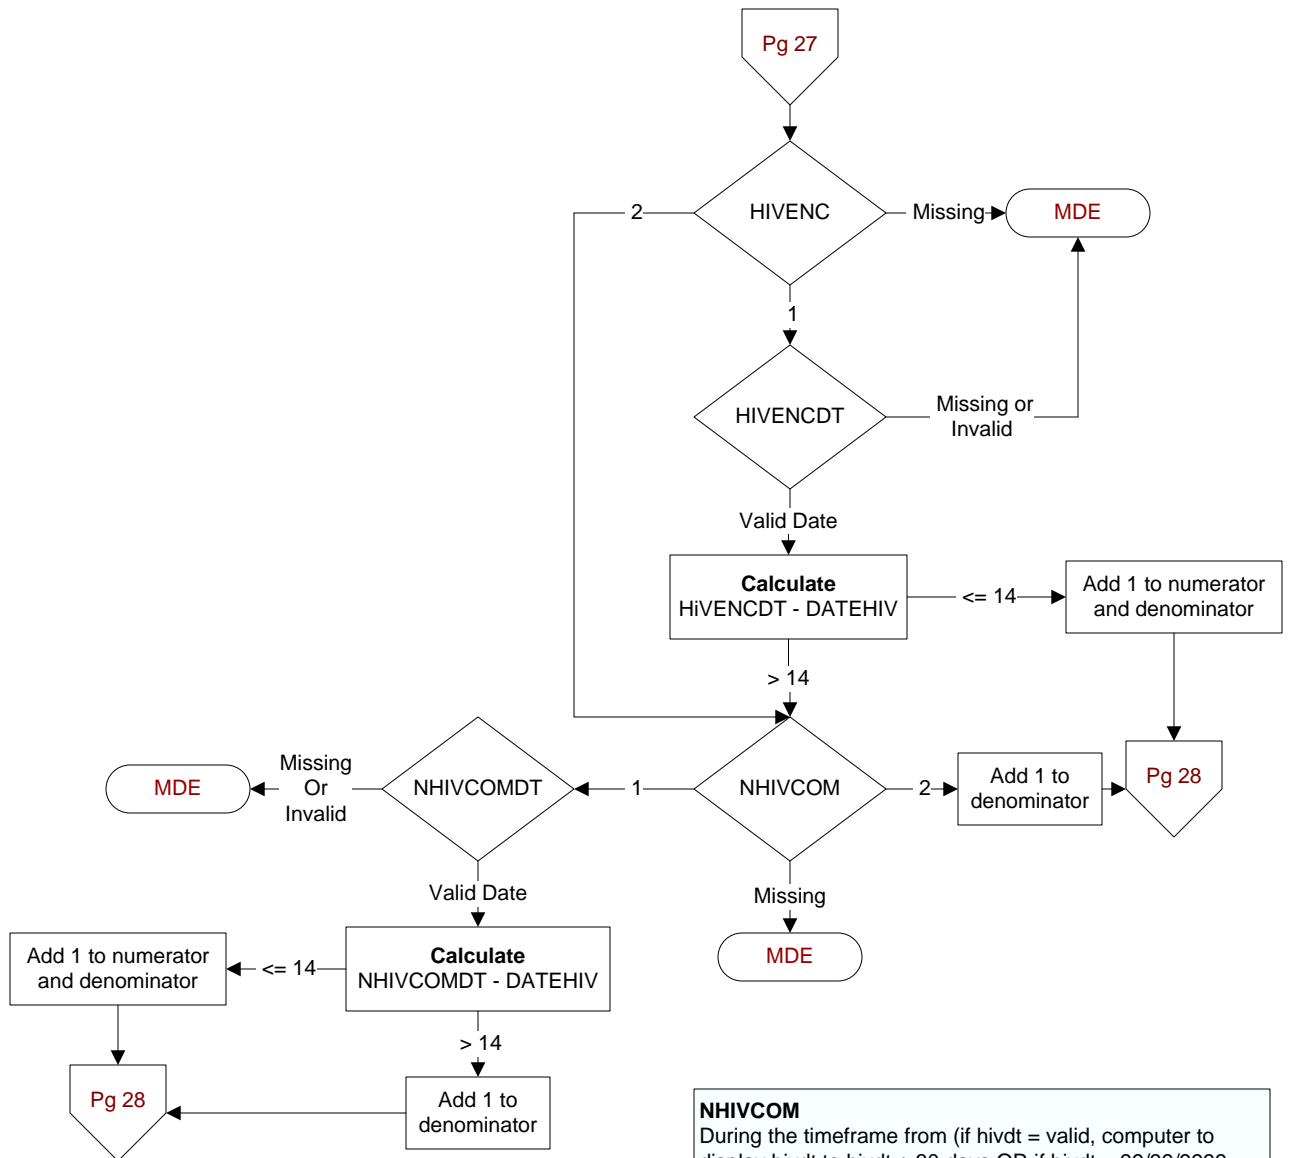 Pg 27
HIVENC
2
Missing
MDE
1
HIVENCDT
Missing or
Invalid
Valid Date
Calculate
HiVENCDT - DATEHIV
<= 14
Add 1 to numerator
and denominator
> 14
Missing
Or
Invalid
MDE
NHIVCOMDT
1
NHIVCOM
2
Add 1 to
denominator
Pg 28
Valid Date
Missing
MDE
Calculate
NHIVCOMDT - DATEHIV
<= 14
Add 1 to numerator
and denominator
> 14
Pg 28
Add 1 to
denominator
NHIVCOM
During the timeframe from (if hivdt = valid, computer to